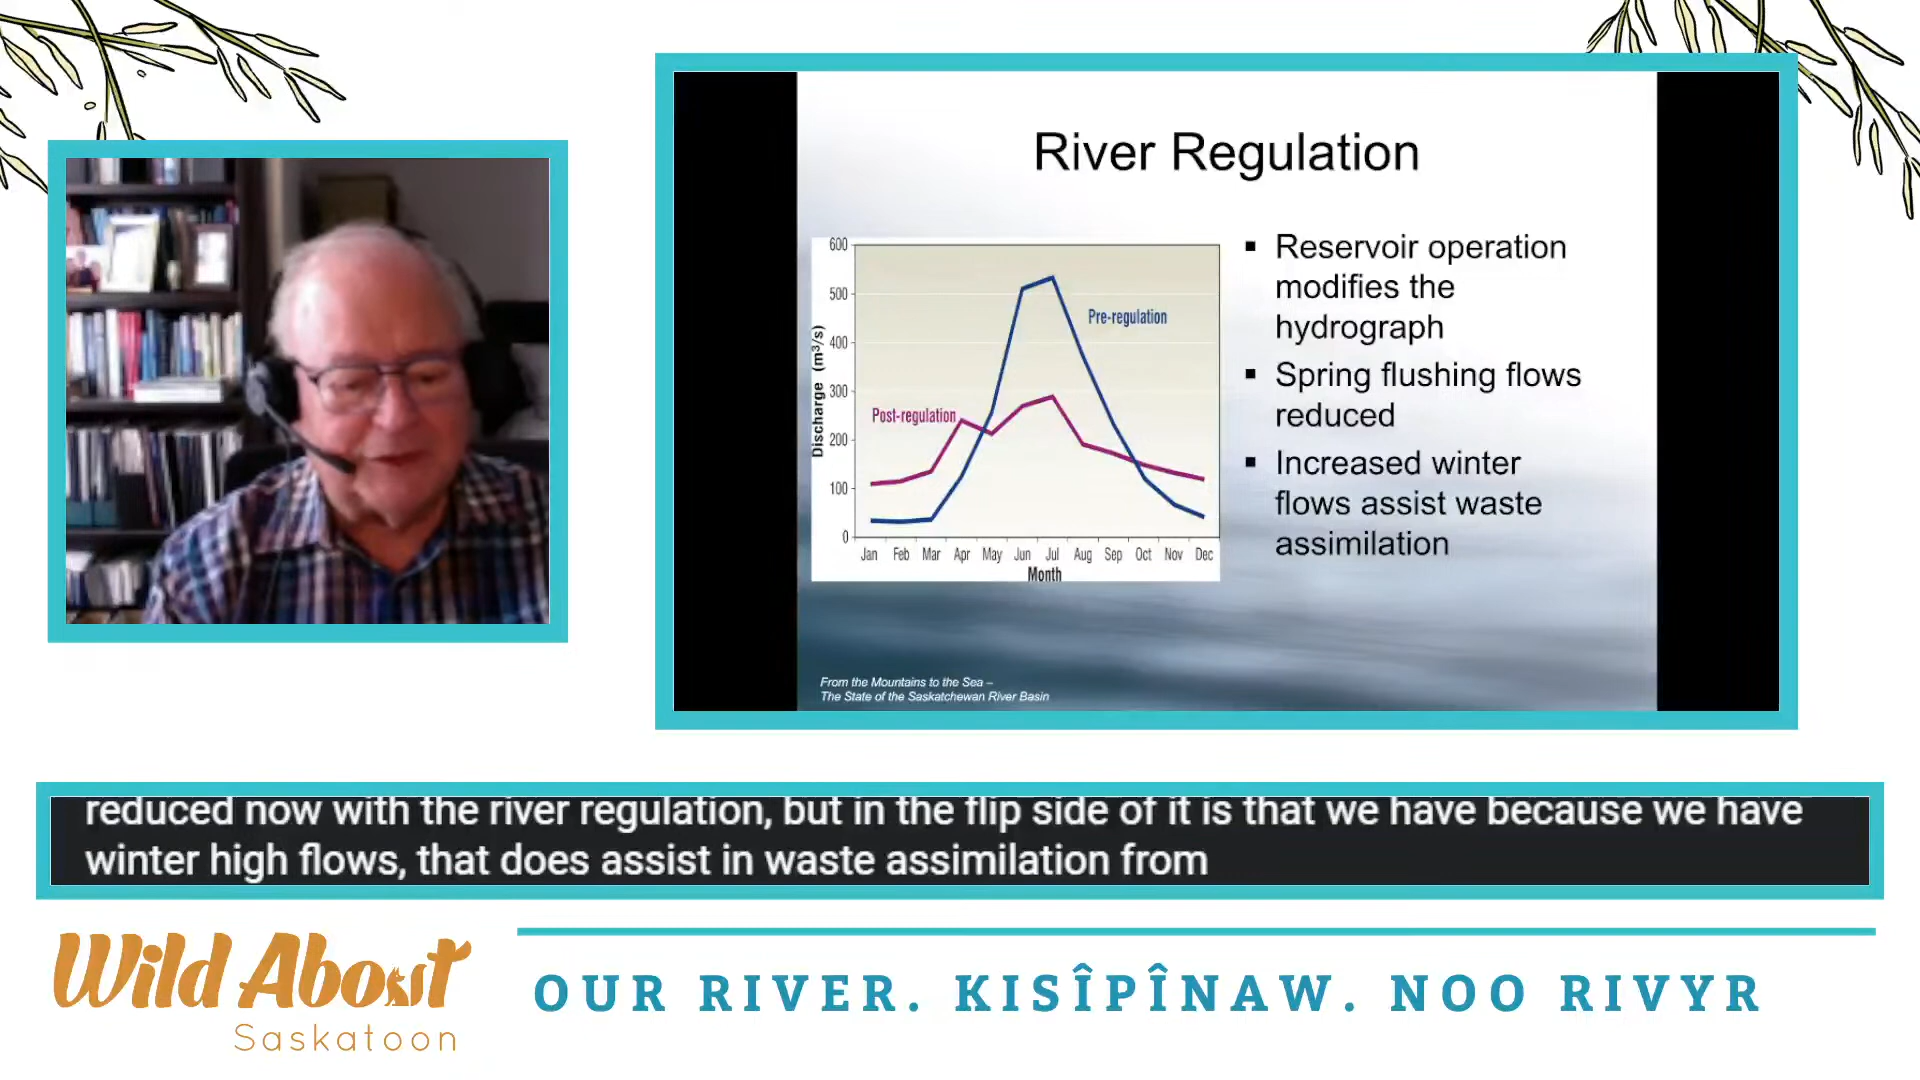 River Regulation
600
500
400
300
200
100
0
Discharge (m³/s)
Pre-regulation
Post-regulation
Jan Feb Mar Apr May Jun Jul Aug Sep Oct Nov Dec
Month
▪ Reservoir operation
modifies the
hydrograph
▪ Spring flushing flows
reduced
▪ Increased winter
flows assist waste
assimilation
From the Mountains to the Sea –
The State of the Saskatchewan River Basin
reduced now with the river regulation, but in the flip side of it is that we have because we have
winter high flows, that does assist in waste assimilation from
Wild About
Saskatoon
OUR RIVER. KISÎPÎNAW. NOO RIVYR